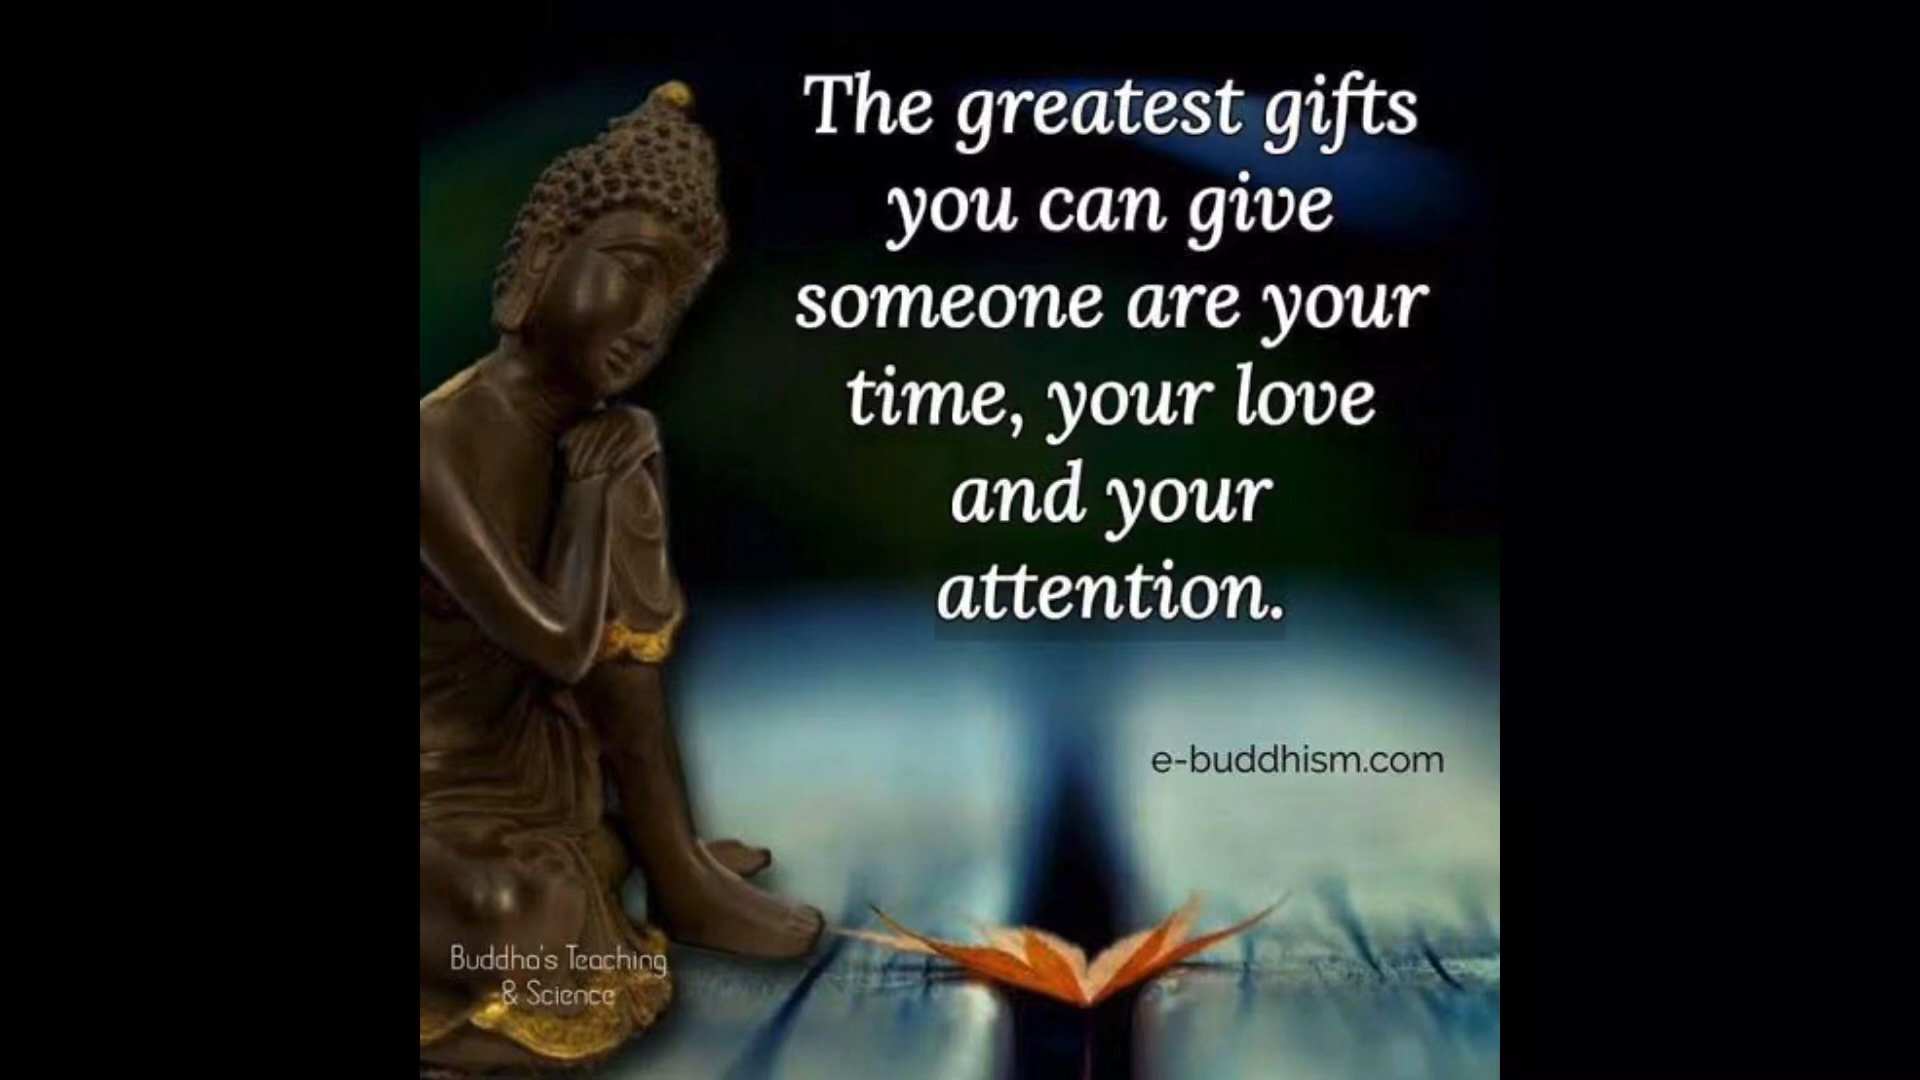 The greatest gifts
you can give
someone are your
time, your love
and your
attention.
e-buddhism.com
Buddha's Teaching
& Science